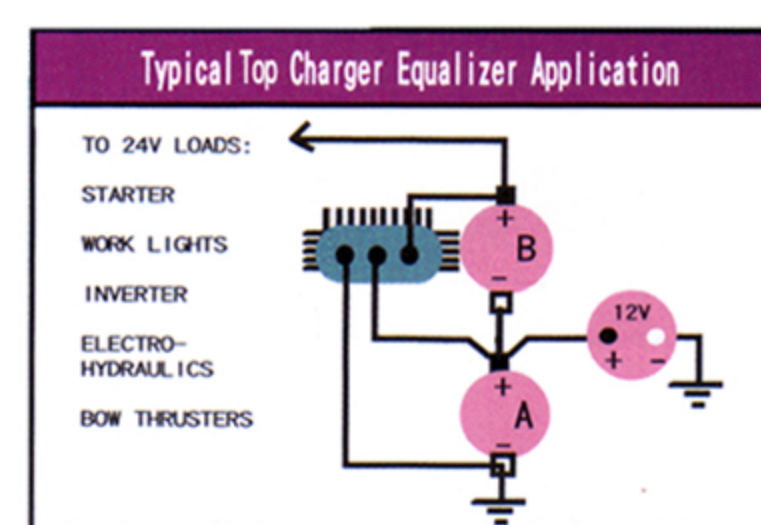 Typical Top Charger Equalizer Application
TO 24V LOADS:
STARTER
WORK LIGHTS
INVERTER
ELECTRO-
HYDRAULICS
BOW THRUSTERS
+
B
−
12V
+ −
+
A
−